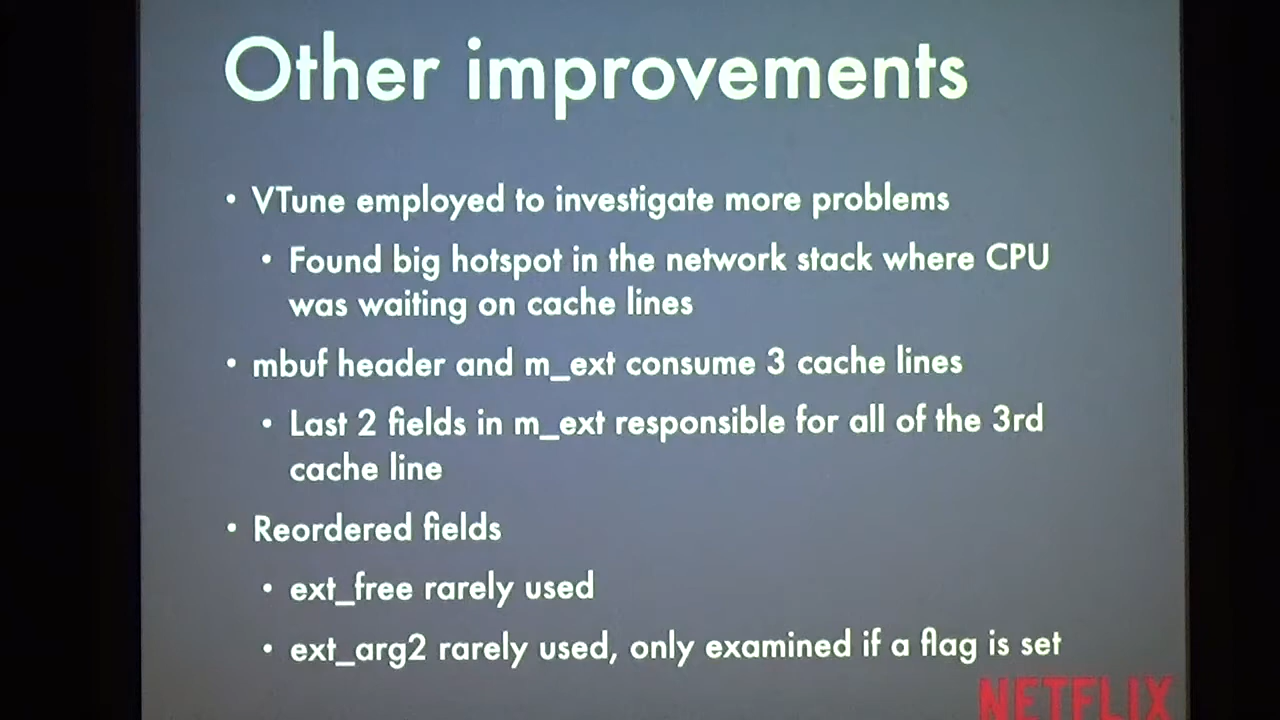 Other improvements
• VTune employed to investigate more problems
• Found big hotspot in the network stack where CPU
was waiting on cache lines
• mbuf header and m_ext consume 3 cache lines
• Last 2 fields in m_ext responsible for all of the 3rd
cache line
• Reordered fields
• ext_free rarely used
• ext_arg2 rarely used, only examined if a flag is set
NETFLIX